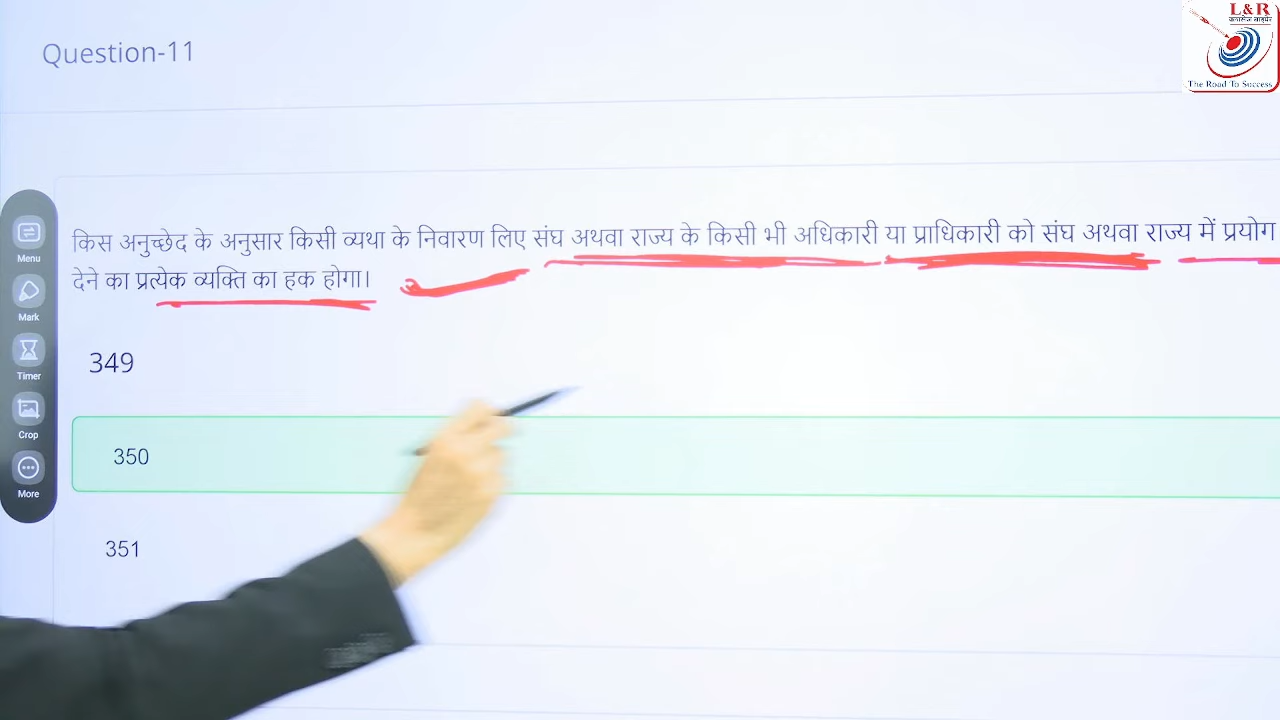 L&R
Question-11
The Road To Success
किस अनुच्छेद के अनुसार किसी व्यथा के निवारण लिए संघ अथवा राज्य के किसी भी अधिकारी या प्राधिकारी को संघ अथवा राज्य में प्रयोग
देने का प्रत्येक व्यक्ति का हक होगा।
349
350
351
Menu
Mark
Timer
Crop
More